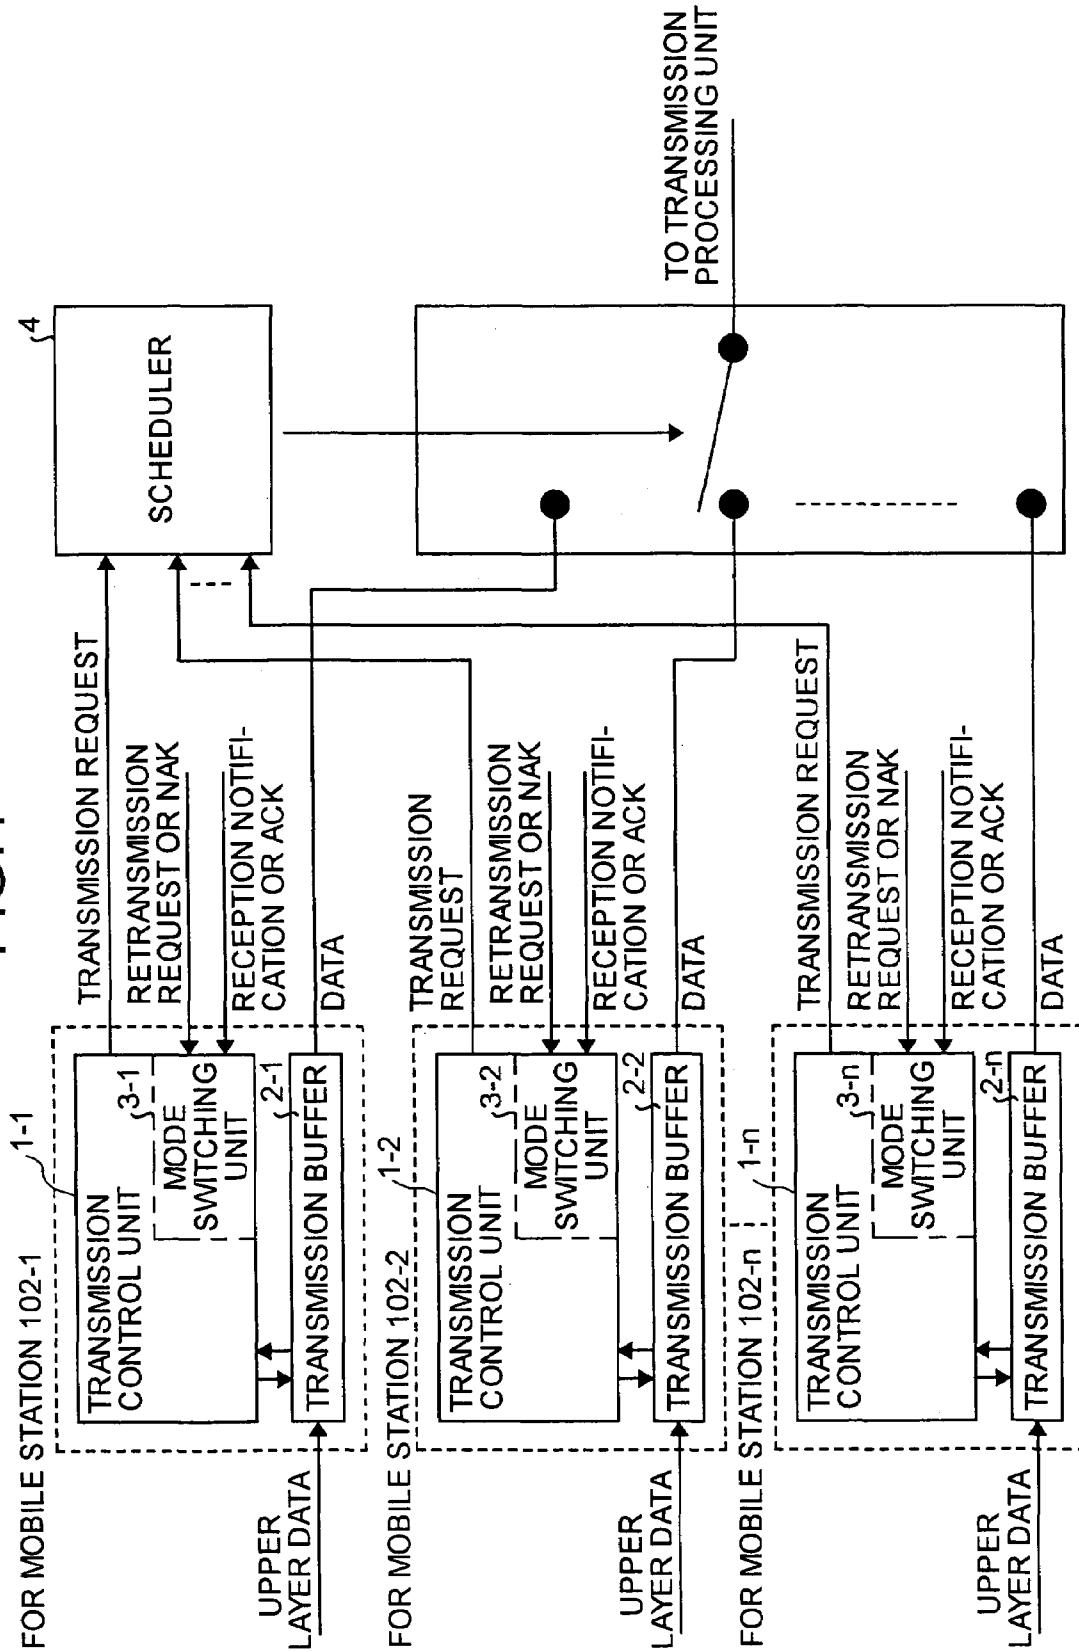 FOR MOBILE STATION 102-1
1-1
TRANSMISSION
CONTROL UNIT
3-1
MODE
SWITCHING
UNIT
2-1
TRANSMISSION BUFFER
UPPER
LAYER DATA
TRANSMISSION REQUEST
RETRANSMISSION
REQUEST OR NAK
RECEPTION NOTIFI-
CATION OR ACK
DATA
FOR MOBILE STATION 102-2
1-2
TRANSMISSION
CONTROL UNIT
3-2
MODE
SWITCHING
UNIT
2-2
TRANSMISSION BUFFER
UPPER
LAYER DATA
TRANSMISSION
REQUEST
RETRANSMISSION
REQUEST OR NAK
RECEPTION NOTIFI-
CATION OR ACK
DATA
FOR MOBILE STATION 102-n
1-n
TRANSMISSION
CONTROL UNIT
3-n
MODE
SWITCHING
UNIT
2-n
TRANSMISSION BUFFER
UPPER
LAYER DATA
TRANSMISSION REQUEST
RETRANSMISSION
REQUEST OR NAK
RECEPTION NOTIFI-
CATION OR ACK
DATA
4
SCHEDULER
TO TRANSMISSION
PROCESSING UNIT